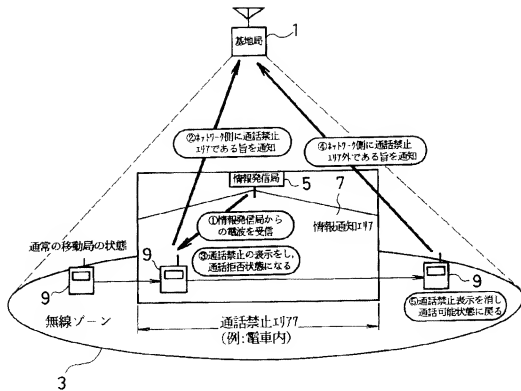 基地局
1
②ネットワーク側に通話禁止
エリアである旨を通知
④ネットワーク側に通話禁止
エリア外である旨を通知
情報発信局
5
7
①情報発信局から
の電波を受信
情報通知エリア
通常の移動局の状態
9
③通話禁止の表示をし,
通話拒否状態になる
9
9
⑤通話禁止表示を消し
通話可能状態に戻る
無線ゾーン
通話禁止エリア7
(例:電車内)
3